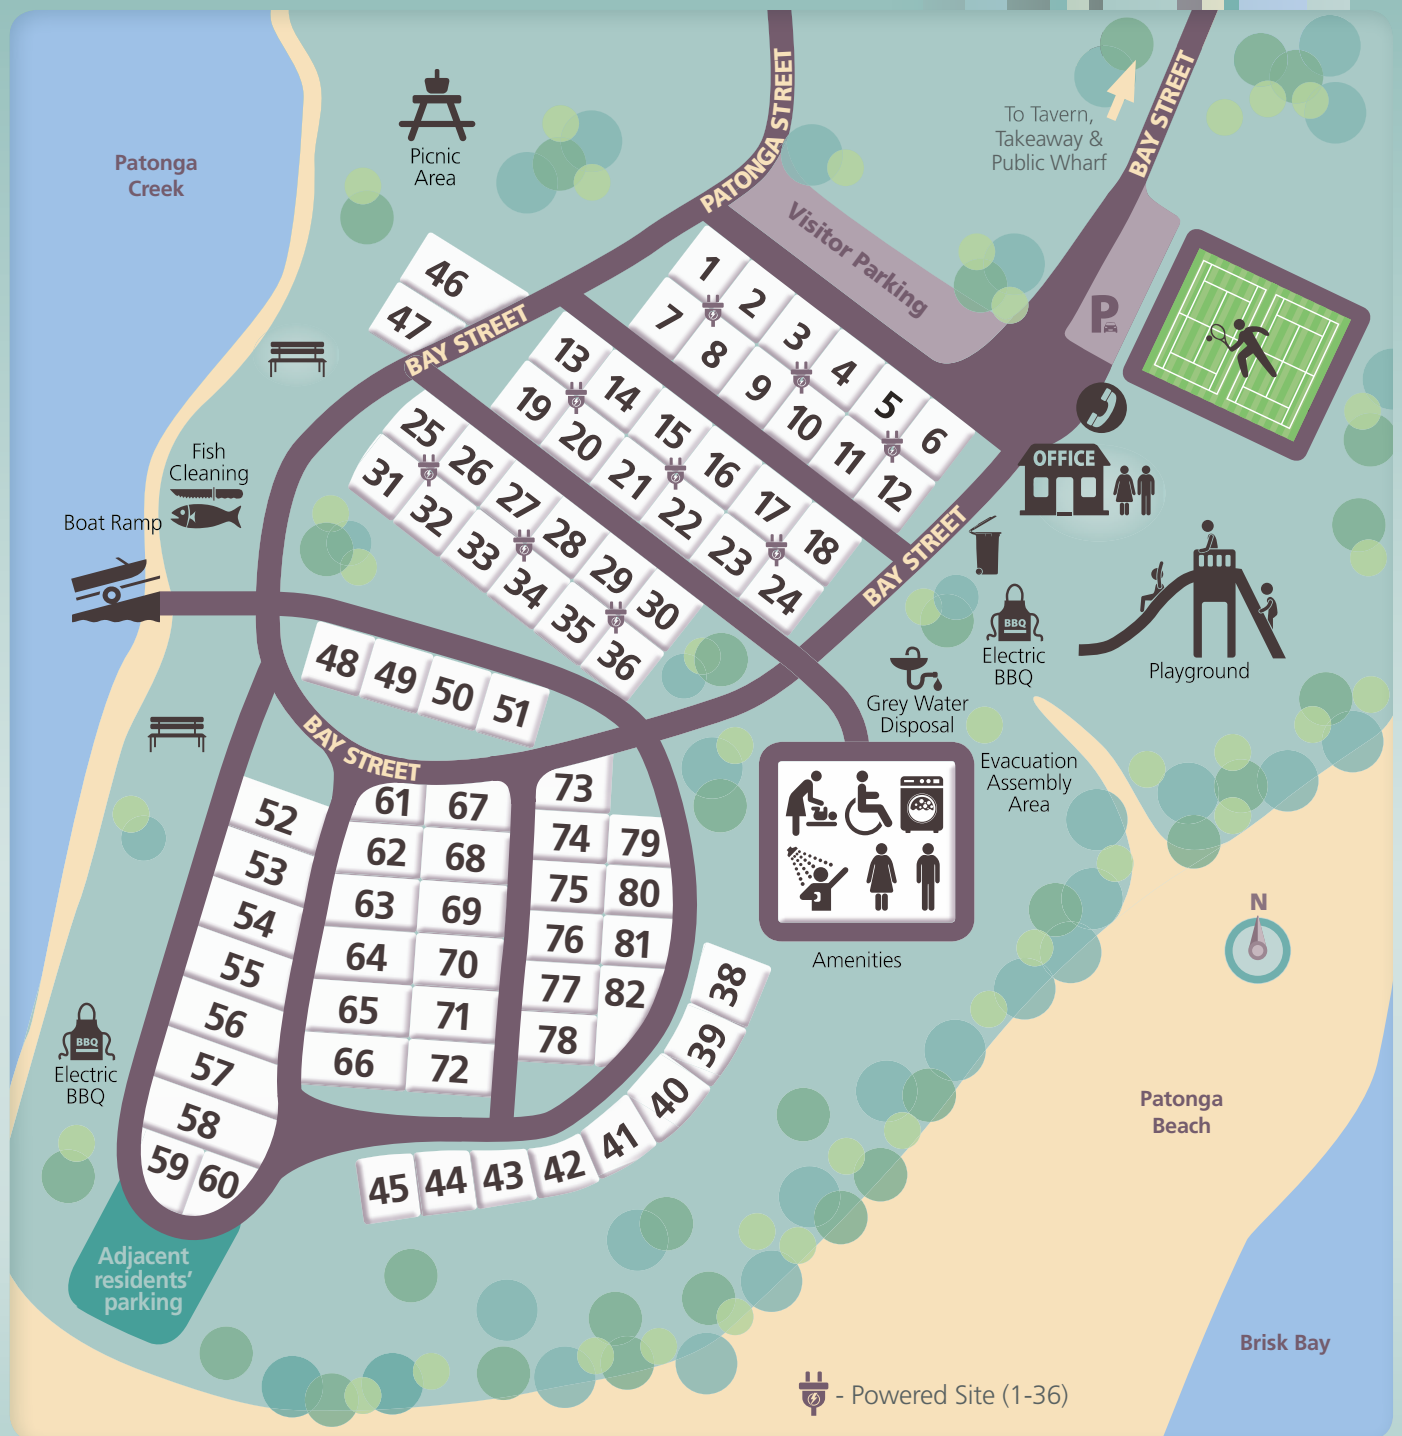 PATONGA STREET
BAY STREET
To Tavern,
Takeaway &
Public Wharf
Picnic
Area
Patonga
Creek
Visitor Parking
P
46
47
BAY STREET
1
2
3
4
5
6
7
8
9
10
11
12
13
14
15
16
17
18
19
20
21
22
23
24
25
26
27
28
29
30
31
32
33
34
35
36
OFFICE
Fish
Cleaning
Boat Ramp
BAY STREET
BBQ
Electric
BBQ
Playground
Grey Water
Disposal
Evacuation
Assembly
Area
48
49
50
51
BAY STREET
52
53
54
55
56
57
58
59
60
61
62
63
64
65
66
67
68
69
70
71
72
73
74
75
76
77
78
79
80
81
82
Amenities
N
38
39
40
41
42
43
44
45
BBQ
Electric
BBQ
Patonga
Beach
Adjacent
residents’
parking
Brisk Bay
- Powered Site (1-36)